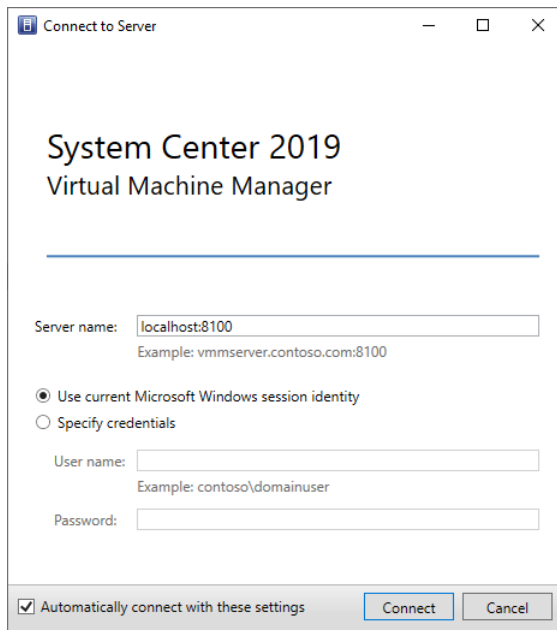 Connect to Server
System Center 2019
Virtual Machine Manager
Server name: localhost:8100
Example: vmmserver.contoso.com:8100
Use current Microsoft Windows session identity
Specify credentials
User name:
Example: contoso\domainuser
Password:
Automatically connect with these settings Connect Cancel